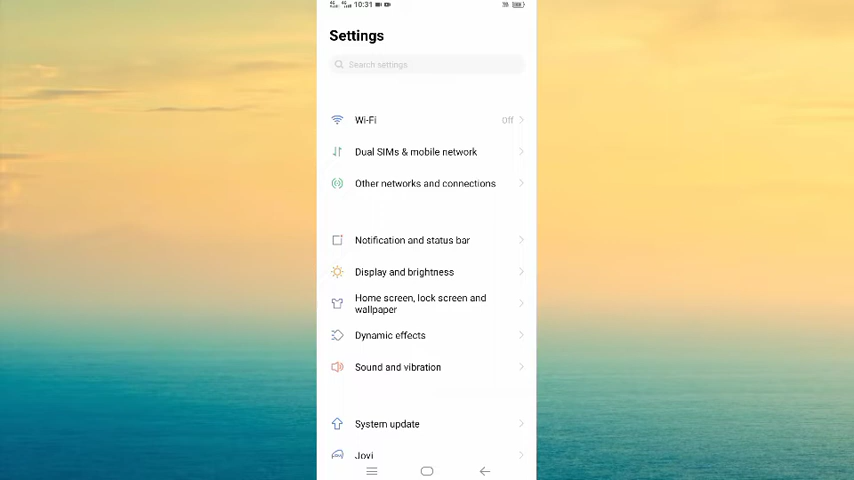 10:31
Settings
Search settings
Wi-Fi
Off
Dual SIMs & mobile network
Other networks and connections
Notification and status bar
Display and brightness
Home screen, lock screen and
wallpaper
Dynamic effects
Sound and vibration
System update
Jovi